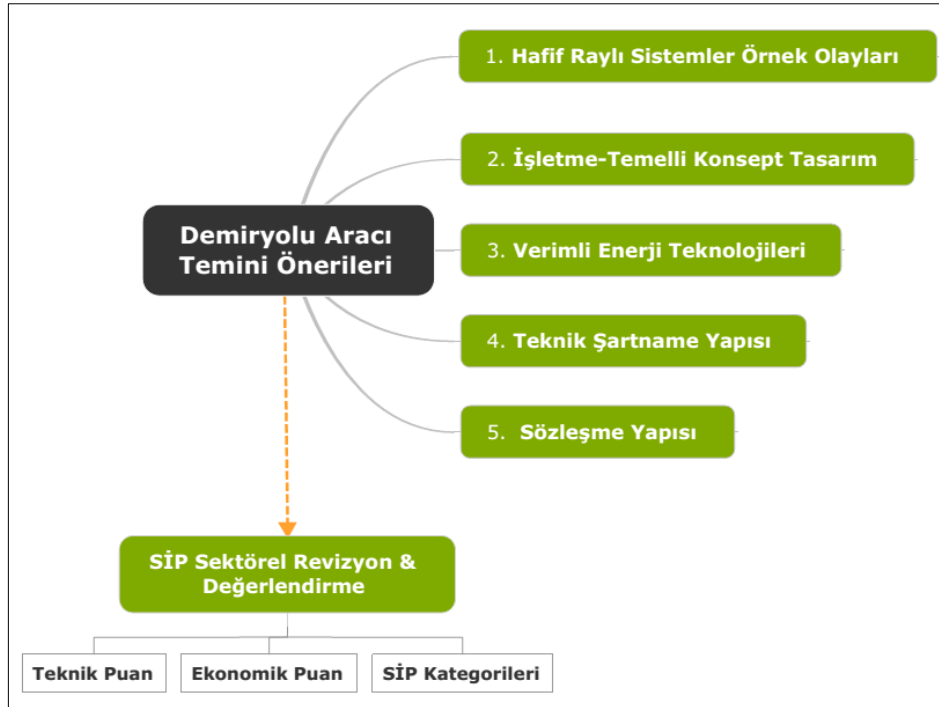 1. Hafif Raylı Sistemler Örnek Olayları
2. İşletme-Temelli Konsept Tasarım
Demiryolu Aracı
Temini Önerileri
3. Verimli Enerji Teknolojileri
4. Teknik Şartname Yapısı
5. Sözleşme Yapısı
SİP Sektörel Revizyon &
Değerlendirme
Teknik Puan
Ekonomik Puan
SİP Kategorileri